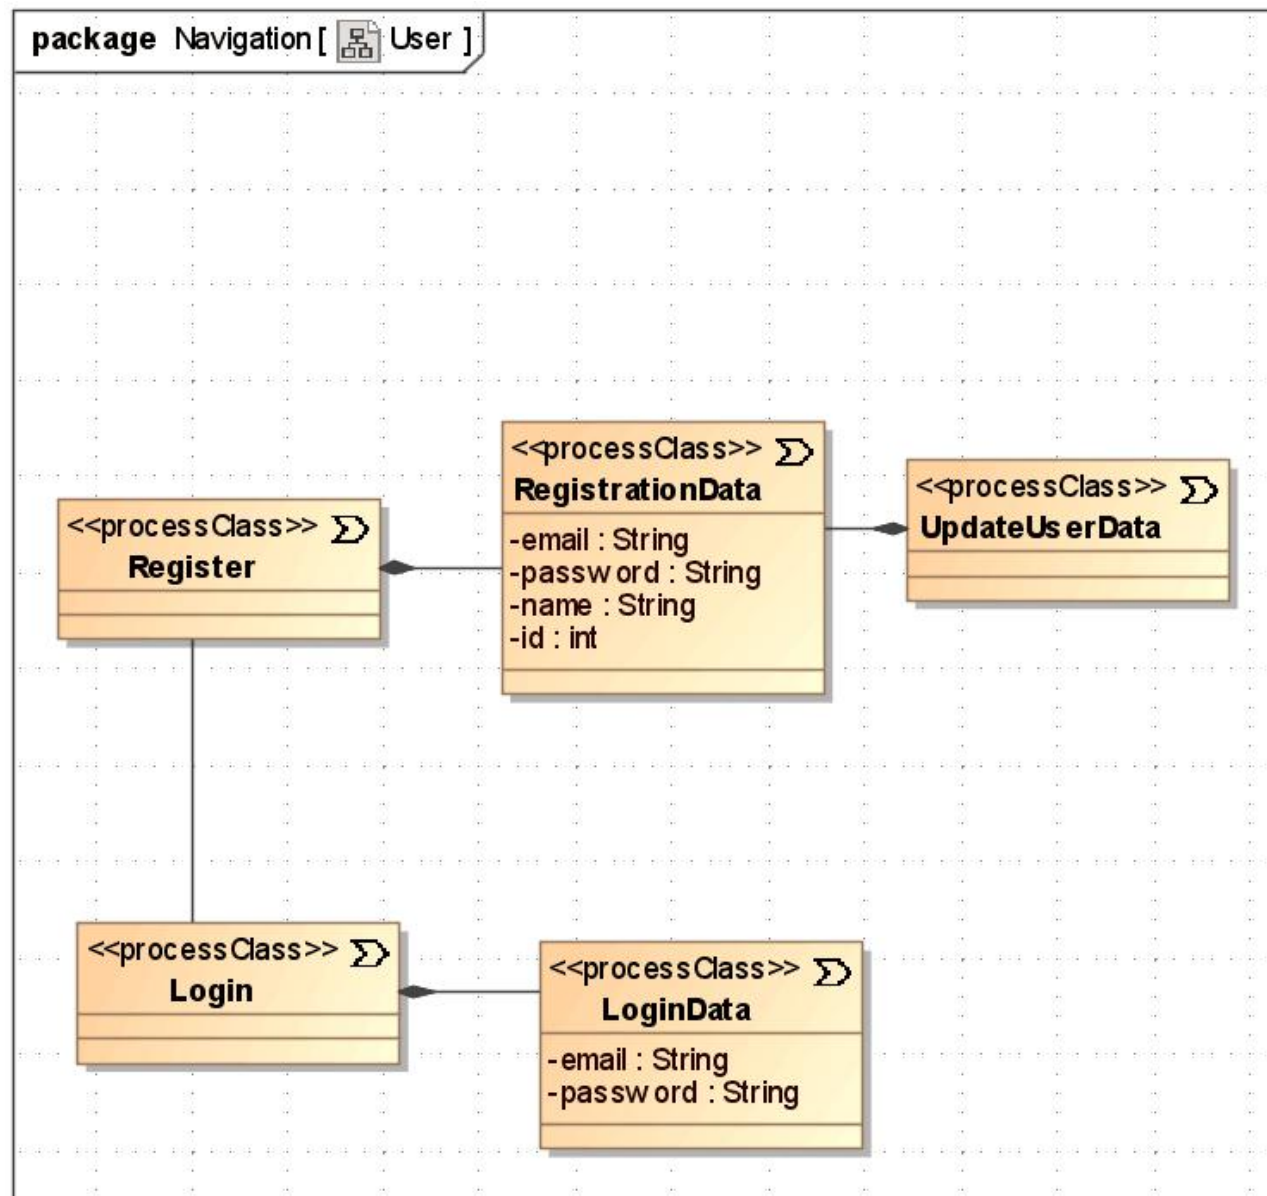 package Navigation [ User ]
<<processClass>>
RegistrationData
-email : String
-password : String
-name : String
-id : int
<<processClass>>
UpdateUserData
<<processClass>>
Register
<<processClass>>
Login
<<processClass>>
LoginData
-email : String
-password : String